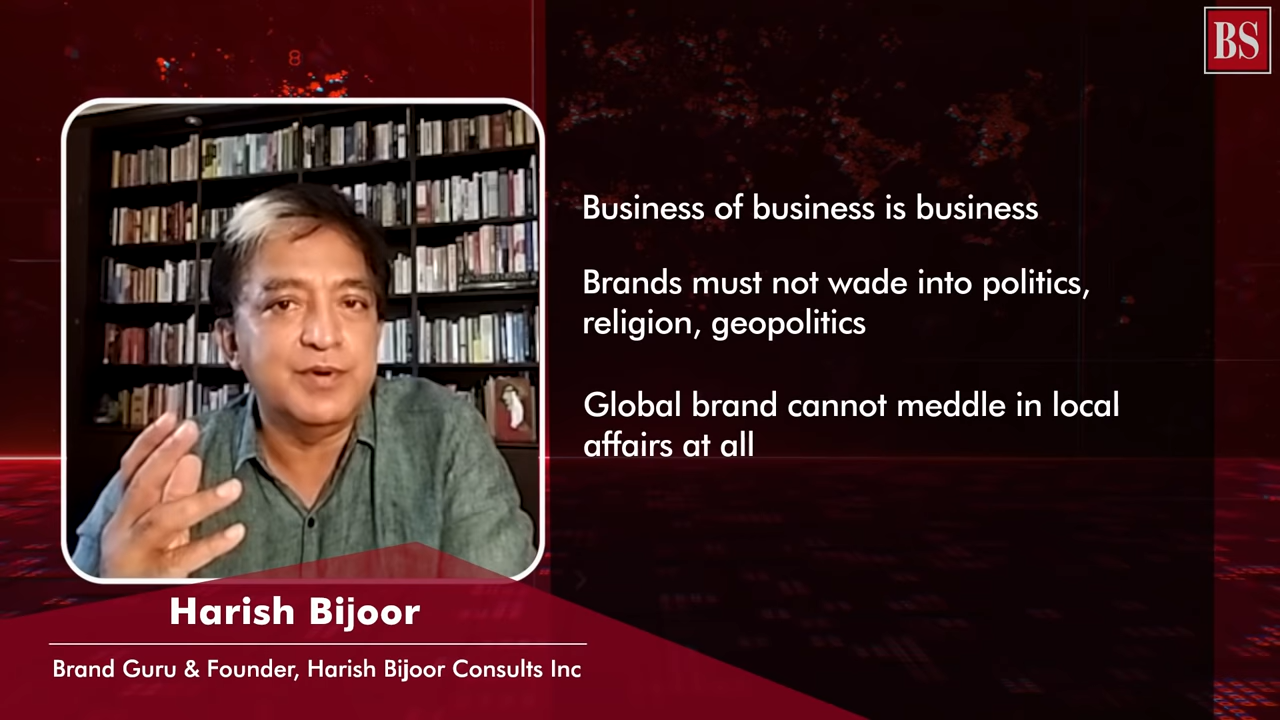 BS
Business of business is business
Brands must not wade into politics,
religion, geopolitics
Global brand cannot meddle in local
affairs at all
Harish Bijoor
Brand Guru & Founder, Harish Bijoor Consults Inc